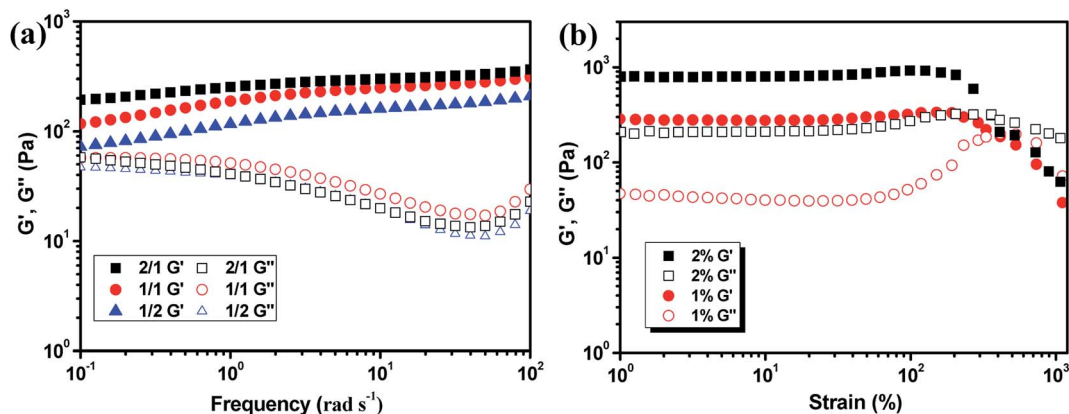 (a)
G', G'' (Pa)
10³
10²
10¹
10⁰
2/1 G' 2/1 G''
1/1 G' 1/1 G''
1/2 G' 1/2 G''
10⁻¹ 10⁰ 10¹ 10²
Frequency (rad s⁻¹)
(b)
G', G'' (Pa)
10³
10²
10¹
10⁰
2% G'
2% G''
1% G'
1% G''
10⁰ 10¹ 10² 10³
Strain (%)